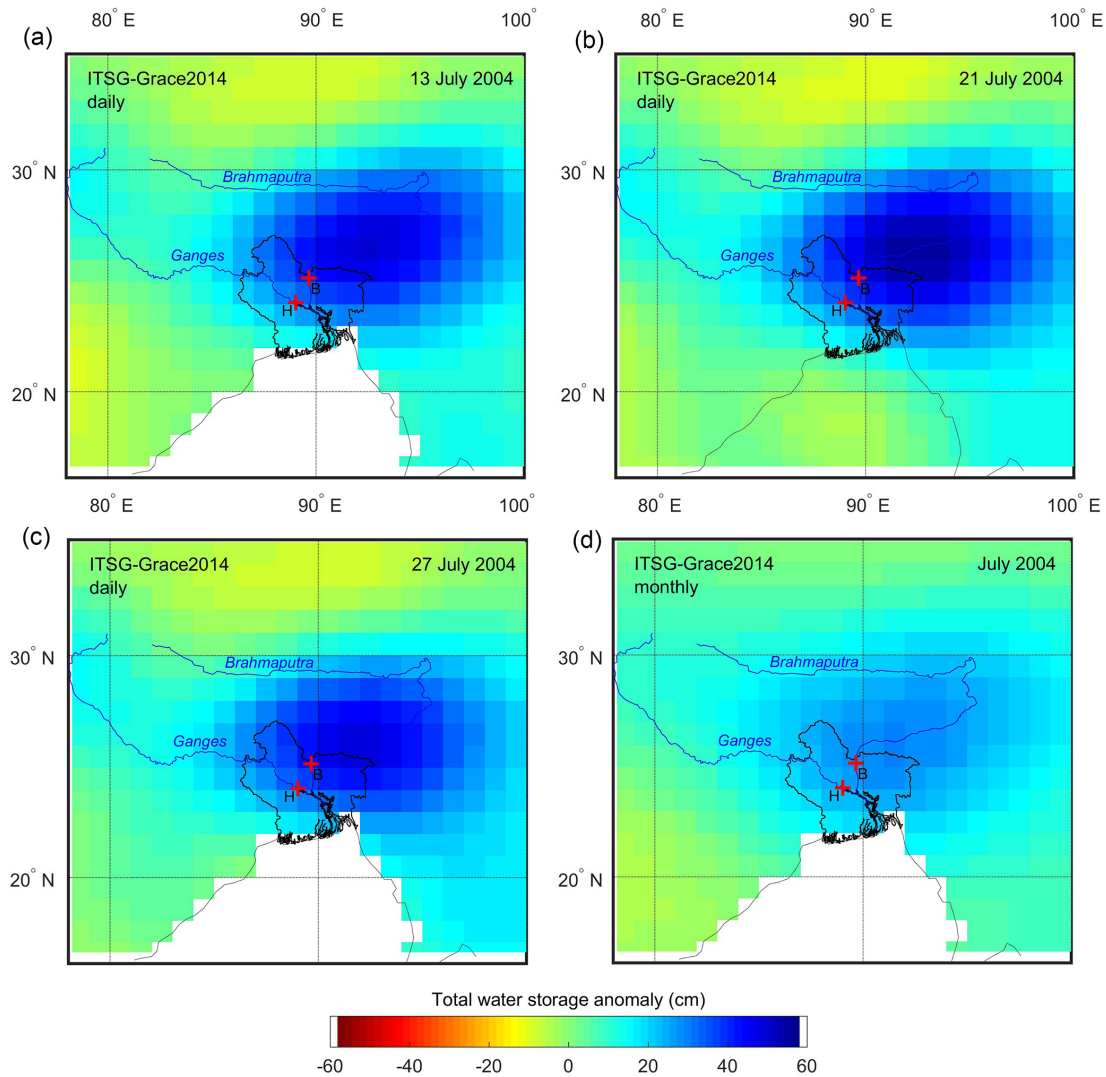 80° E 90° E 100° 80° E 90° E 100° E
(a) (b)
ITSG-Grace2014 13 July 2004
daily
ITSG-Grace2014 21 July 2004
daily
30° N
Brahmaputra
Ganges
B
H
20° N
30° N
Brahmaputra
Ganges
B
H
20° N
80° E 90° E 100° E 80° E 90° E 100° E
(c) (d)
ITSG-Grace2014 27 July 2004
daily
ITSG-Grace2014 July 2004
monthly
30° N
Brahmaputra
Ganges
B
H
20° N
30° N
Brahmaputra
Ganges
B
H
20° N
Total water storage anomaly (cm)
-60 -40 -20 0 20 40 60